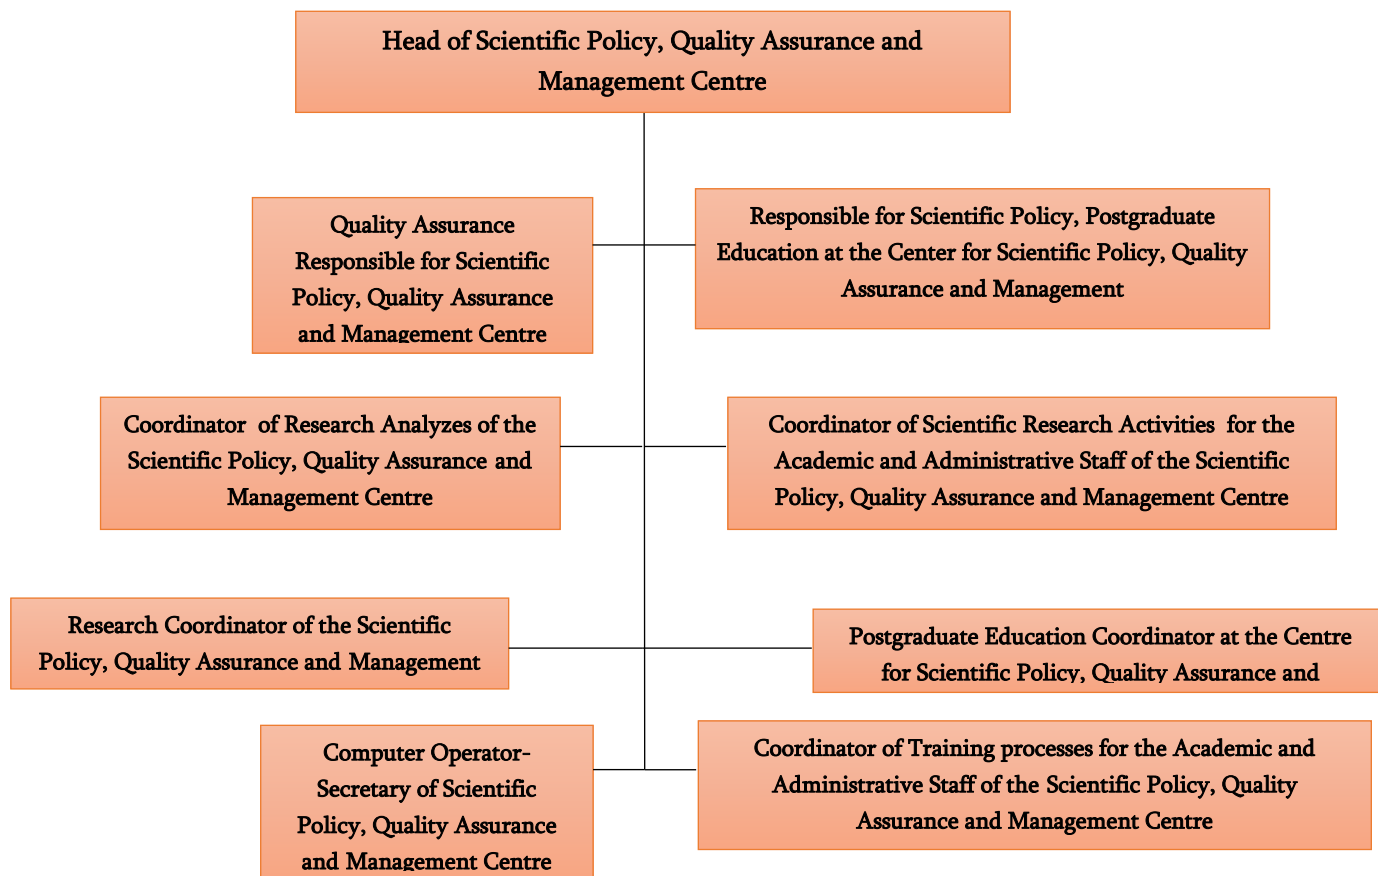 Head of Scientific Policy, Quality Assurance and
Management Centre
Quality Assurance
Responsible for Scientific
Policy, Quality Assurance
and Management Centre
Responsible for Scientific Policy, Postgraduate
Education at the Center for Scientific Policy, Quality
Assurance and Management
Coordinator of Research Analyzes of the
Scientific Policy, Quality Assurance and
Management Centre
Coordinator of Scientific Research Activities for the
Academic and Administrative Staff of the Scientific
Policy, Quality Assurance and Management Centre
Research Coordinator of the Scientific
Policy, Quality Assurance and Management
Postgraduate Education Coordinator at the Centre
for Scientific Policy, Quality Assurance and
Computer Operator-
Secretary of Scientific
Policy, Quality Assurance
and Management Centre
Coordinator of Training processes for the Academic and
Administrative Staff of the Scientific Policy, Quality
Assurance and Management Centre